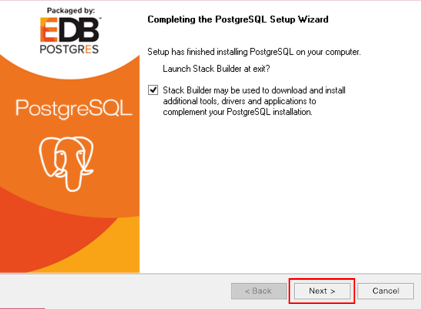 Packaged by:
EDB
POSTGRES
PostgreSQL
Completing the PostgreSQL Setup Wizard
Setup has finished installing PostgreSQL on your computer.
Launch Stack Builder at exit?
Stack Builder may be used to download and install
additional tools, drivers and applications to
complement your PostgreSQL installation.
< Back
Next >
Cancel